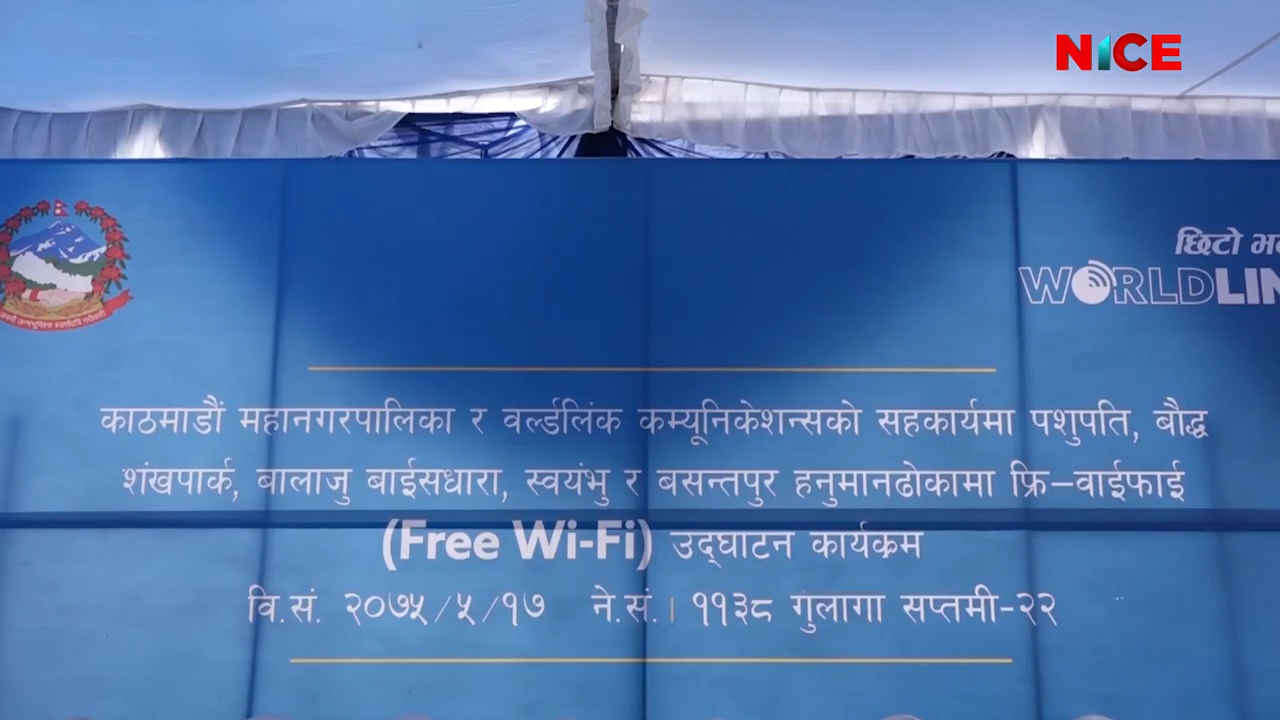 NICE
छिटो
WORLDLIN
काठमाडौं महानगरपालिका र वर्ल्डलिंक कम्यूनिकेशन्सको सहकार्यमा पशुपति, बौद्ध
शंखपार्क, बालाजु बाईसधारा, स्वयंभु र बसन्तपुर हनुमानढोकामा फ्रि–वाईफाई
(Free Wi-Fi) उद्घाटन कार्यक्रम
वि.सं. २०७५/५/१७ ने.सं.। ११३८ गुंलागा सप्तमी-२२